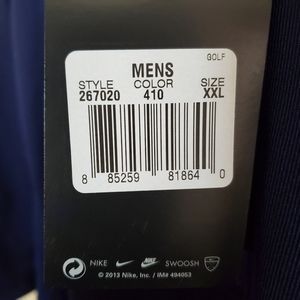 GOLF
MENS
STYLE COLOR SIZE
267020 410 XXL
8 85259 81864 0
NIKE SWOOSH
© 2013 Nike, Inc. / IM# 494053